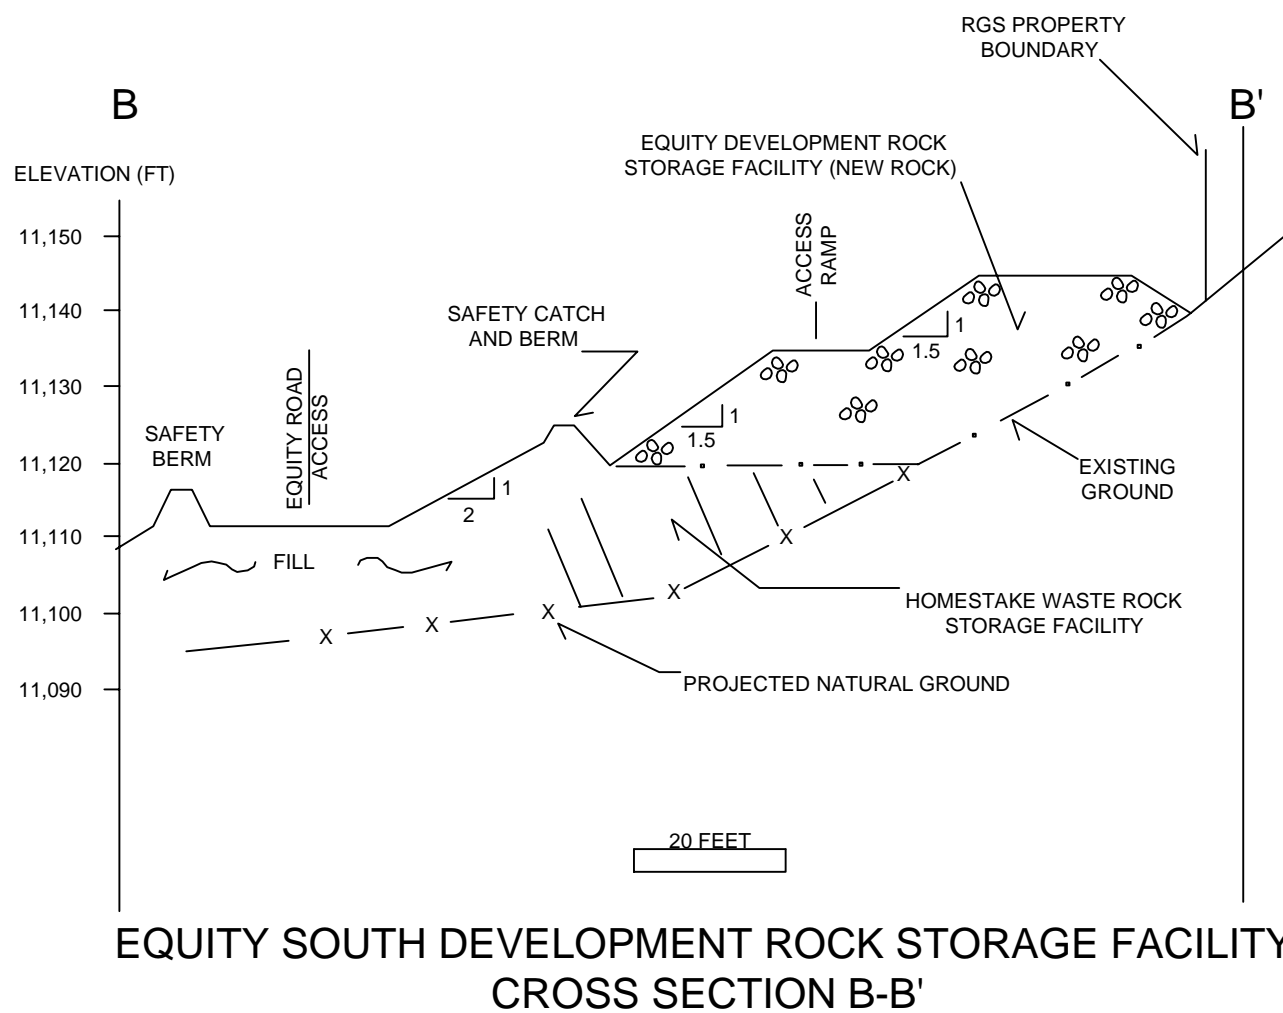 RGS PROPERTY
BOUNDARY
B
B'
EQUITY DEVELOPMENT ROCK
STORAGE FACILITY (NEW ROCK)
ELEVATION (FT)
11,150
11,140
11,130
11,120
11,110
11,100
11,090
ACCESS
RAMP
SAFETY CATCH
AND BERM
1
1.5
1
1.5
EQUITY ROAD
ACCESS
SAFETY
BERM
1
2
EXISTING
GROUND
FILL
X
X
X
X
X
X
HOMESTAKE WASTE ROCK
STORAGE FACILITY
PROJECTED NATURAL GROUND
20 FEET
EQUITY SOUTH DEVELOPMENT ROCK STORAGE FACILITY
CROSS SECTION B-B'